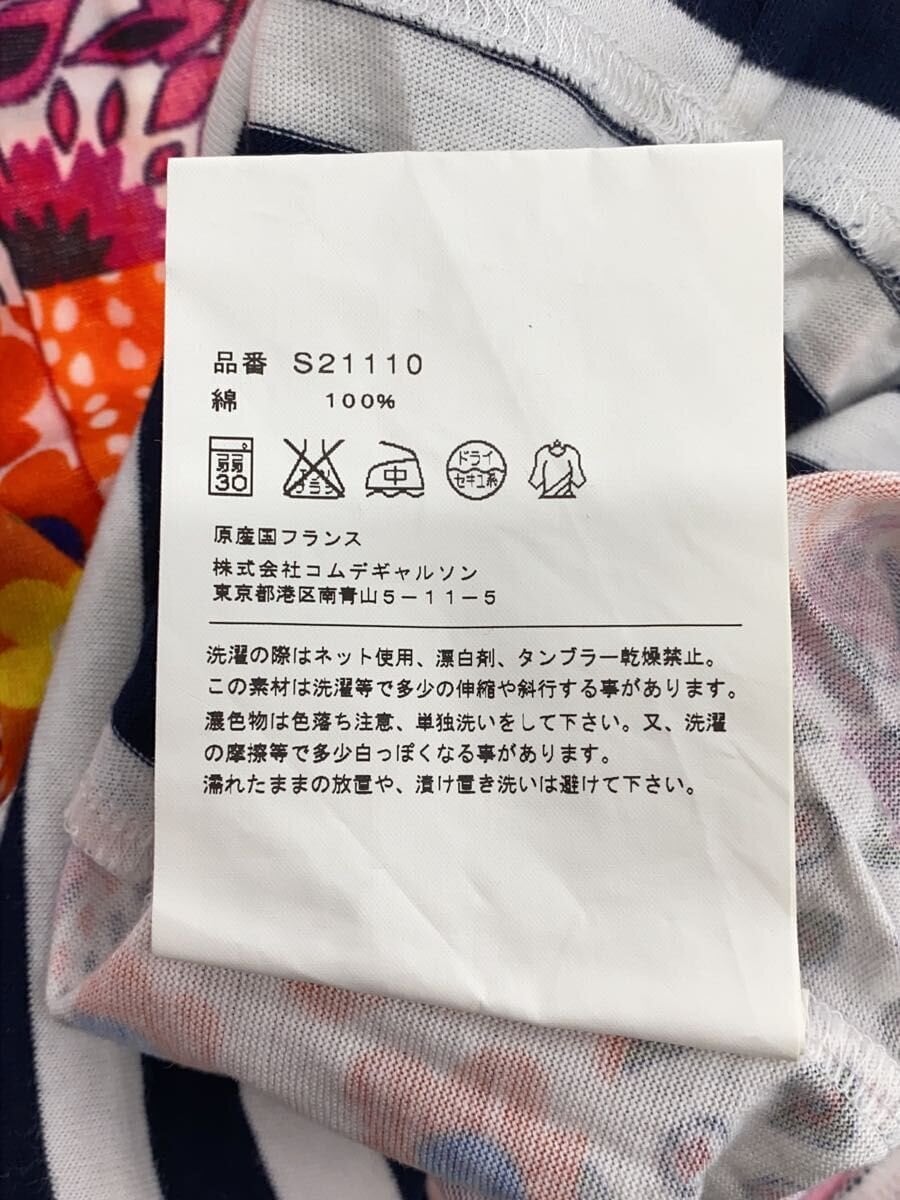 品番 S21110
綿 100%
弱 30 エンソ サラシ 中 ドライ セキユ系
原産国フランス
株式会社コムデギャルソン
東京都港区南青山5-11-5
洗濯の際はネット使用、漂白剤、タンブラー乾燥禁止。
この素材は洗濯等で多少の伸縮や斜行する事があります。
濃色物は色落ち注意、単独洗いをして下さい。又、洗濯
の摩擦等で多少白っぽくなる事があります。
濡れたままの放置や、漬け置き洗いは避けて下さい。